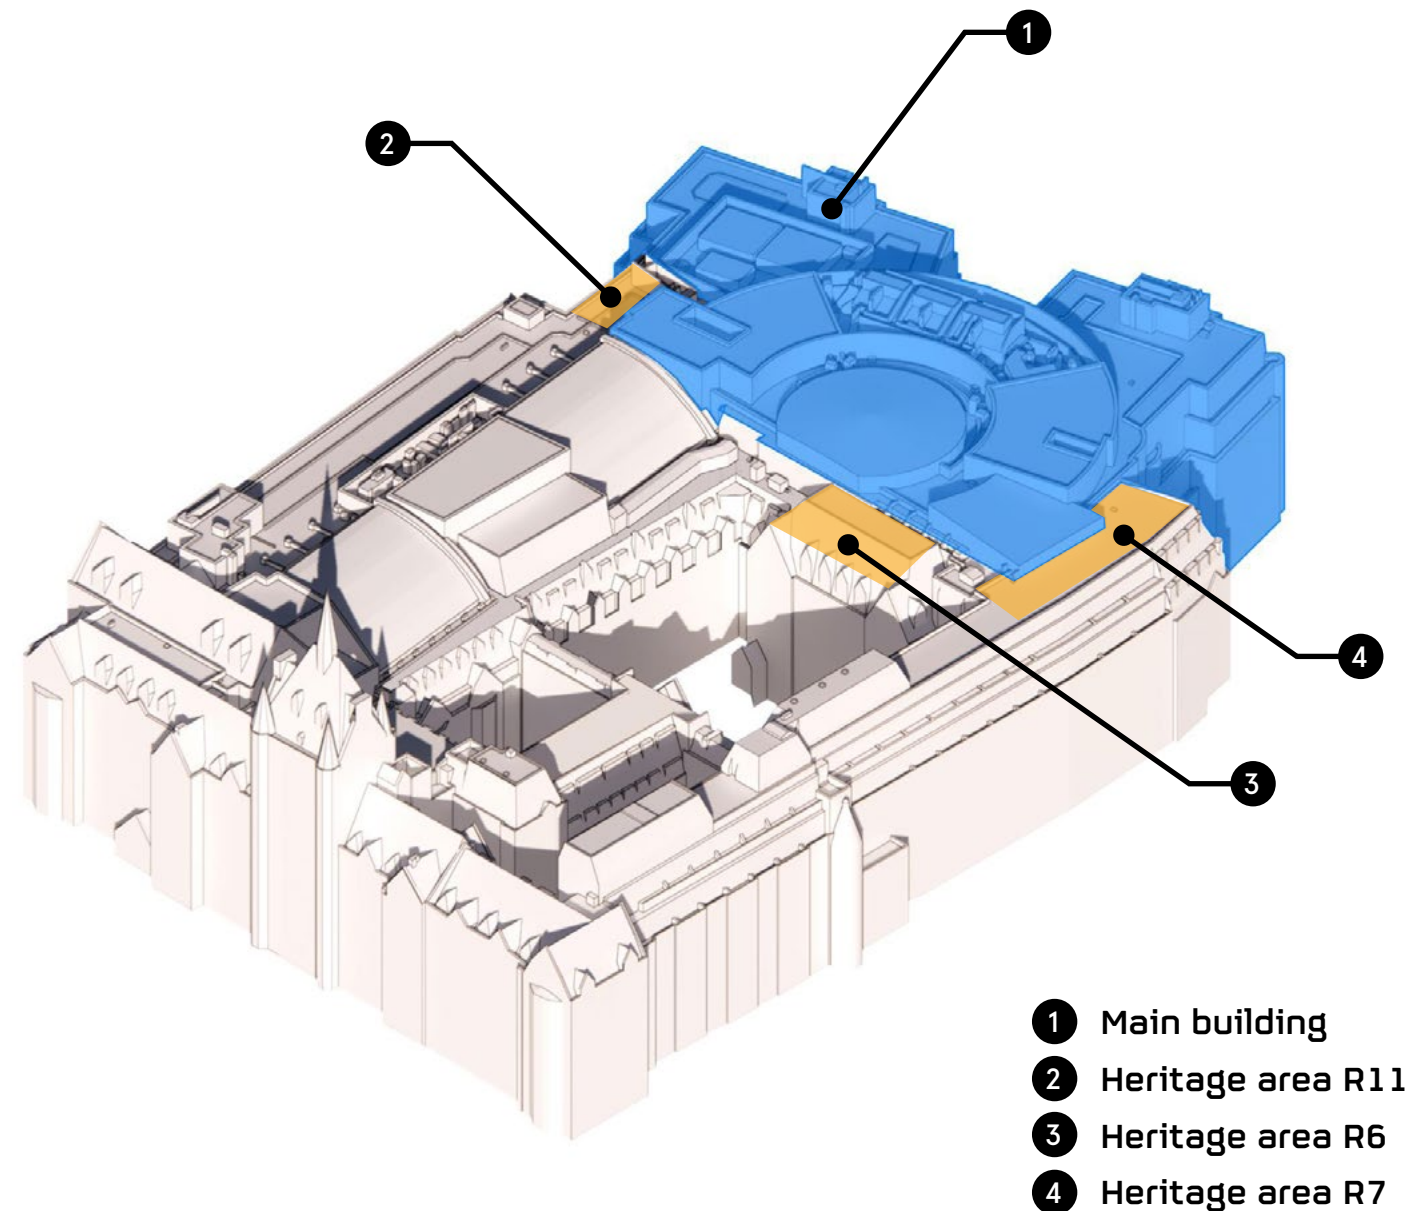 1
2
4
3
1 Main building
2 Heritage area R11
3 Heritage area R6
4 Heritage area R7